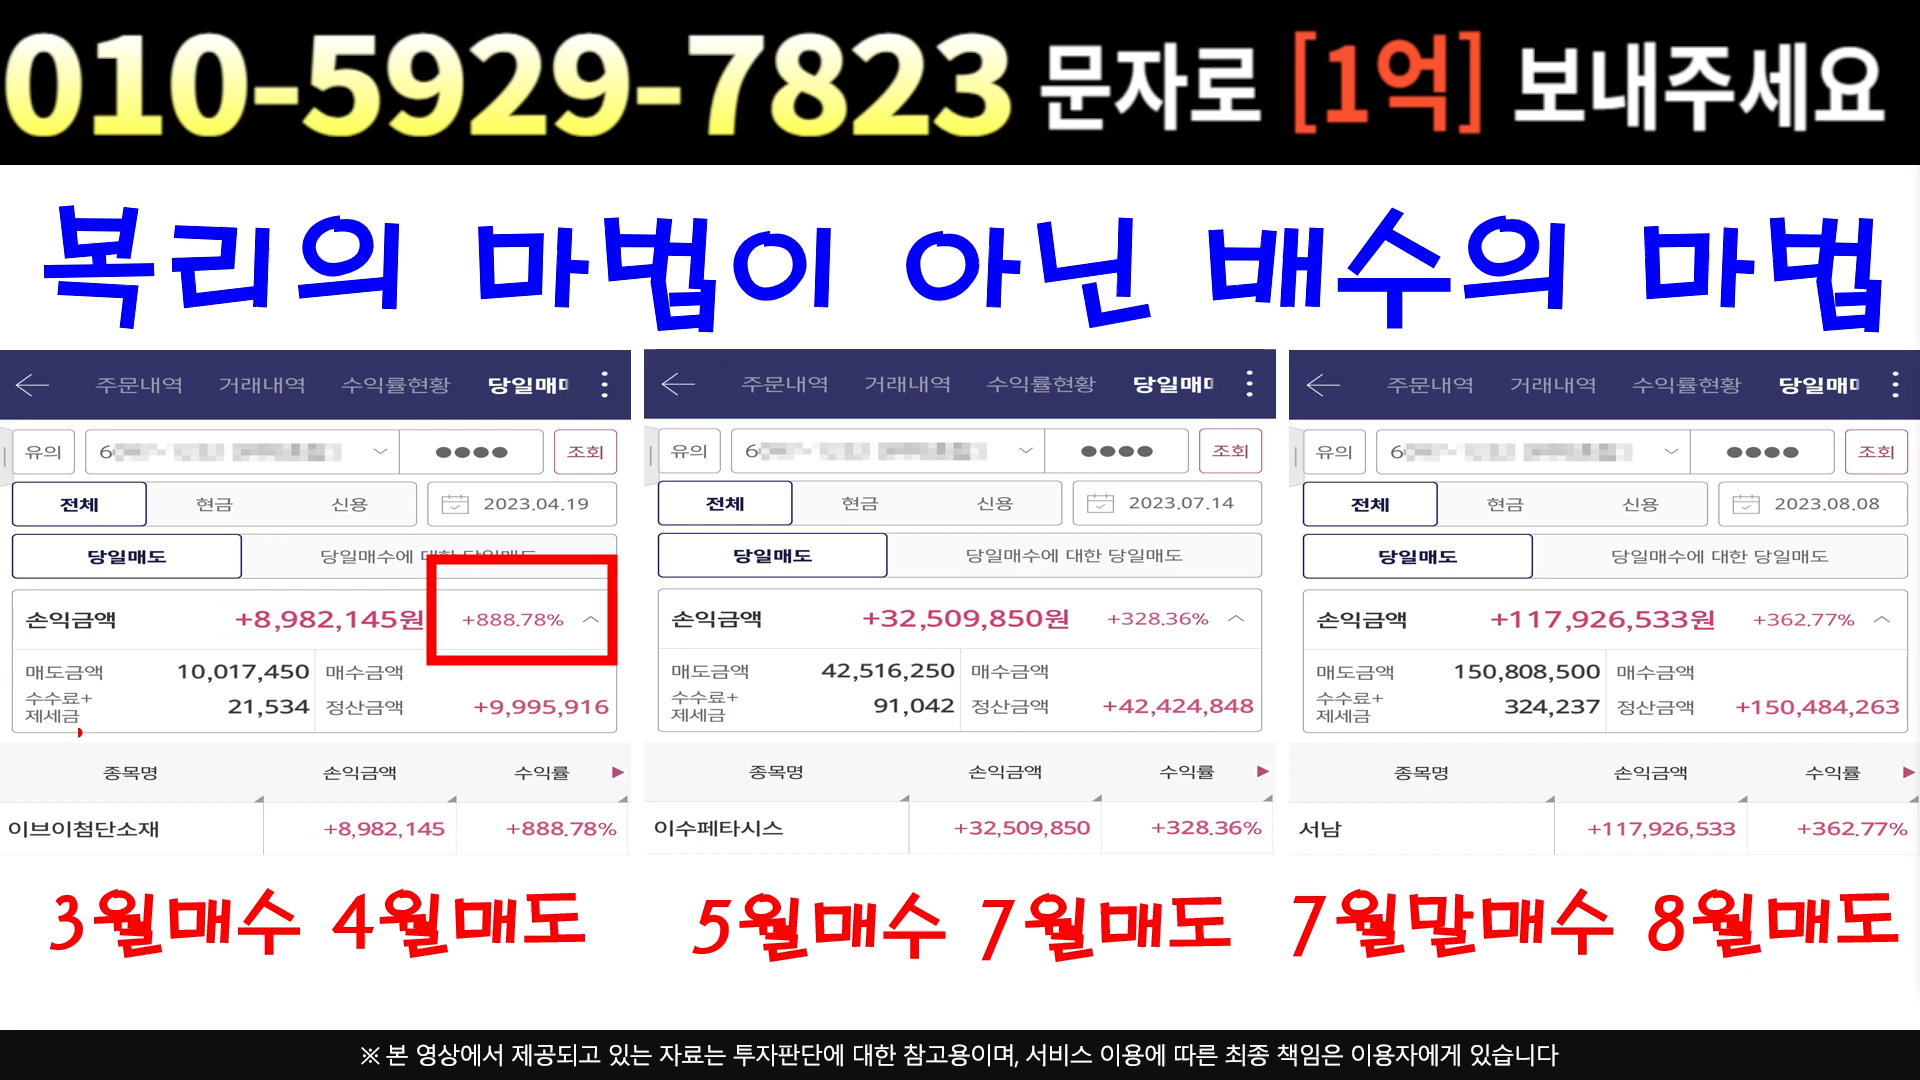 010-5929-7823 문자로 [1억] 보내주세요
복리의 마법이 아닌 배수의 마법
주문내역 거래내역 수익률현황 당일매
유의 6 ●●●● 조회
전체 현금 신용 2023.04.19
당일매도 당일매수에 대한 당일매도
손익금액 +8,982,145원 +888.78%
매도금액 10,017,450 매수금액
수수료+
제세금 21,534 정산금액 +9,995,916
종목명 손익금액 수익률
이브이첨단소재 +8,982,145 +888.78%
3월매수 4월매도
주문내역 거래내역 수익률현황 당일매
유의 6 ●●●● 조회
전체 현금 신용 2023.07.14
당일매도 당일매수에 대한 당일매도
손익금액 +32,509,850원 +328.36%
매도금액 42,516,250 매수금액
수수료+
제세금 91,042 정산금액 +42,424,848
종목명 손익금액 수익률
이수페타시스 +32,509,850 +328.36%
5월매수 7월매도
주문내역 거래내역 수익률현황 당일매
유의 6 ●●●● 조회
전체 현금 신용 2023.08.08
당일매도 당일매수에 대한 당일매도
손익금액 +117,926,533원 +362.77%
매도금액 150,808,500 매수금액
수수료+
제세금 324,237 정산금액 +150,484,263
종목명 손익금액 수익률
서남 +117,926,533 +362.77%
7월말매수 8월매도
※ 본 영상에서 제공되고 있는 자료는 투자판단에 대한 참고용이며, 서비스 이용에 따른 최종 책임은 이용자에게 있습니다